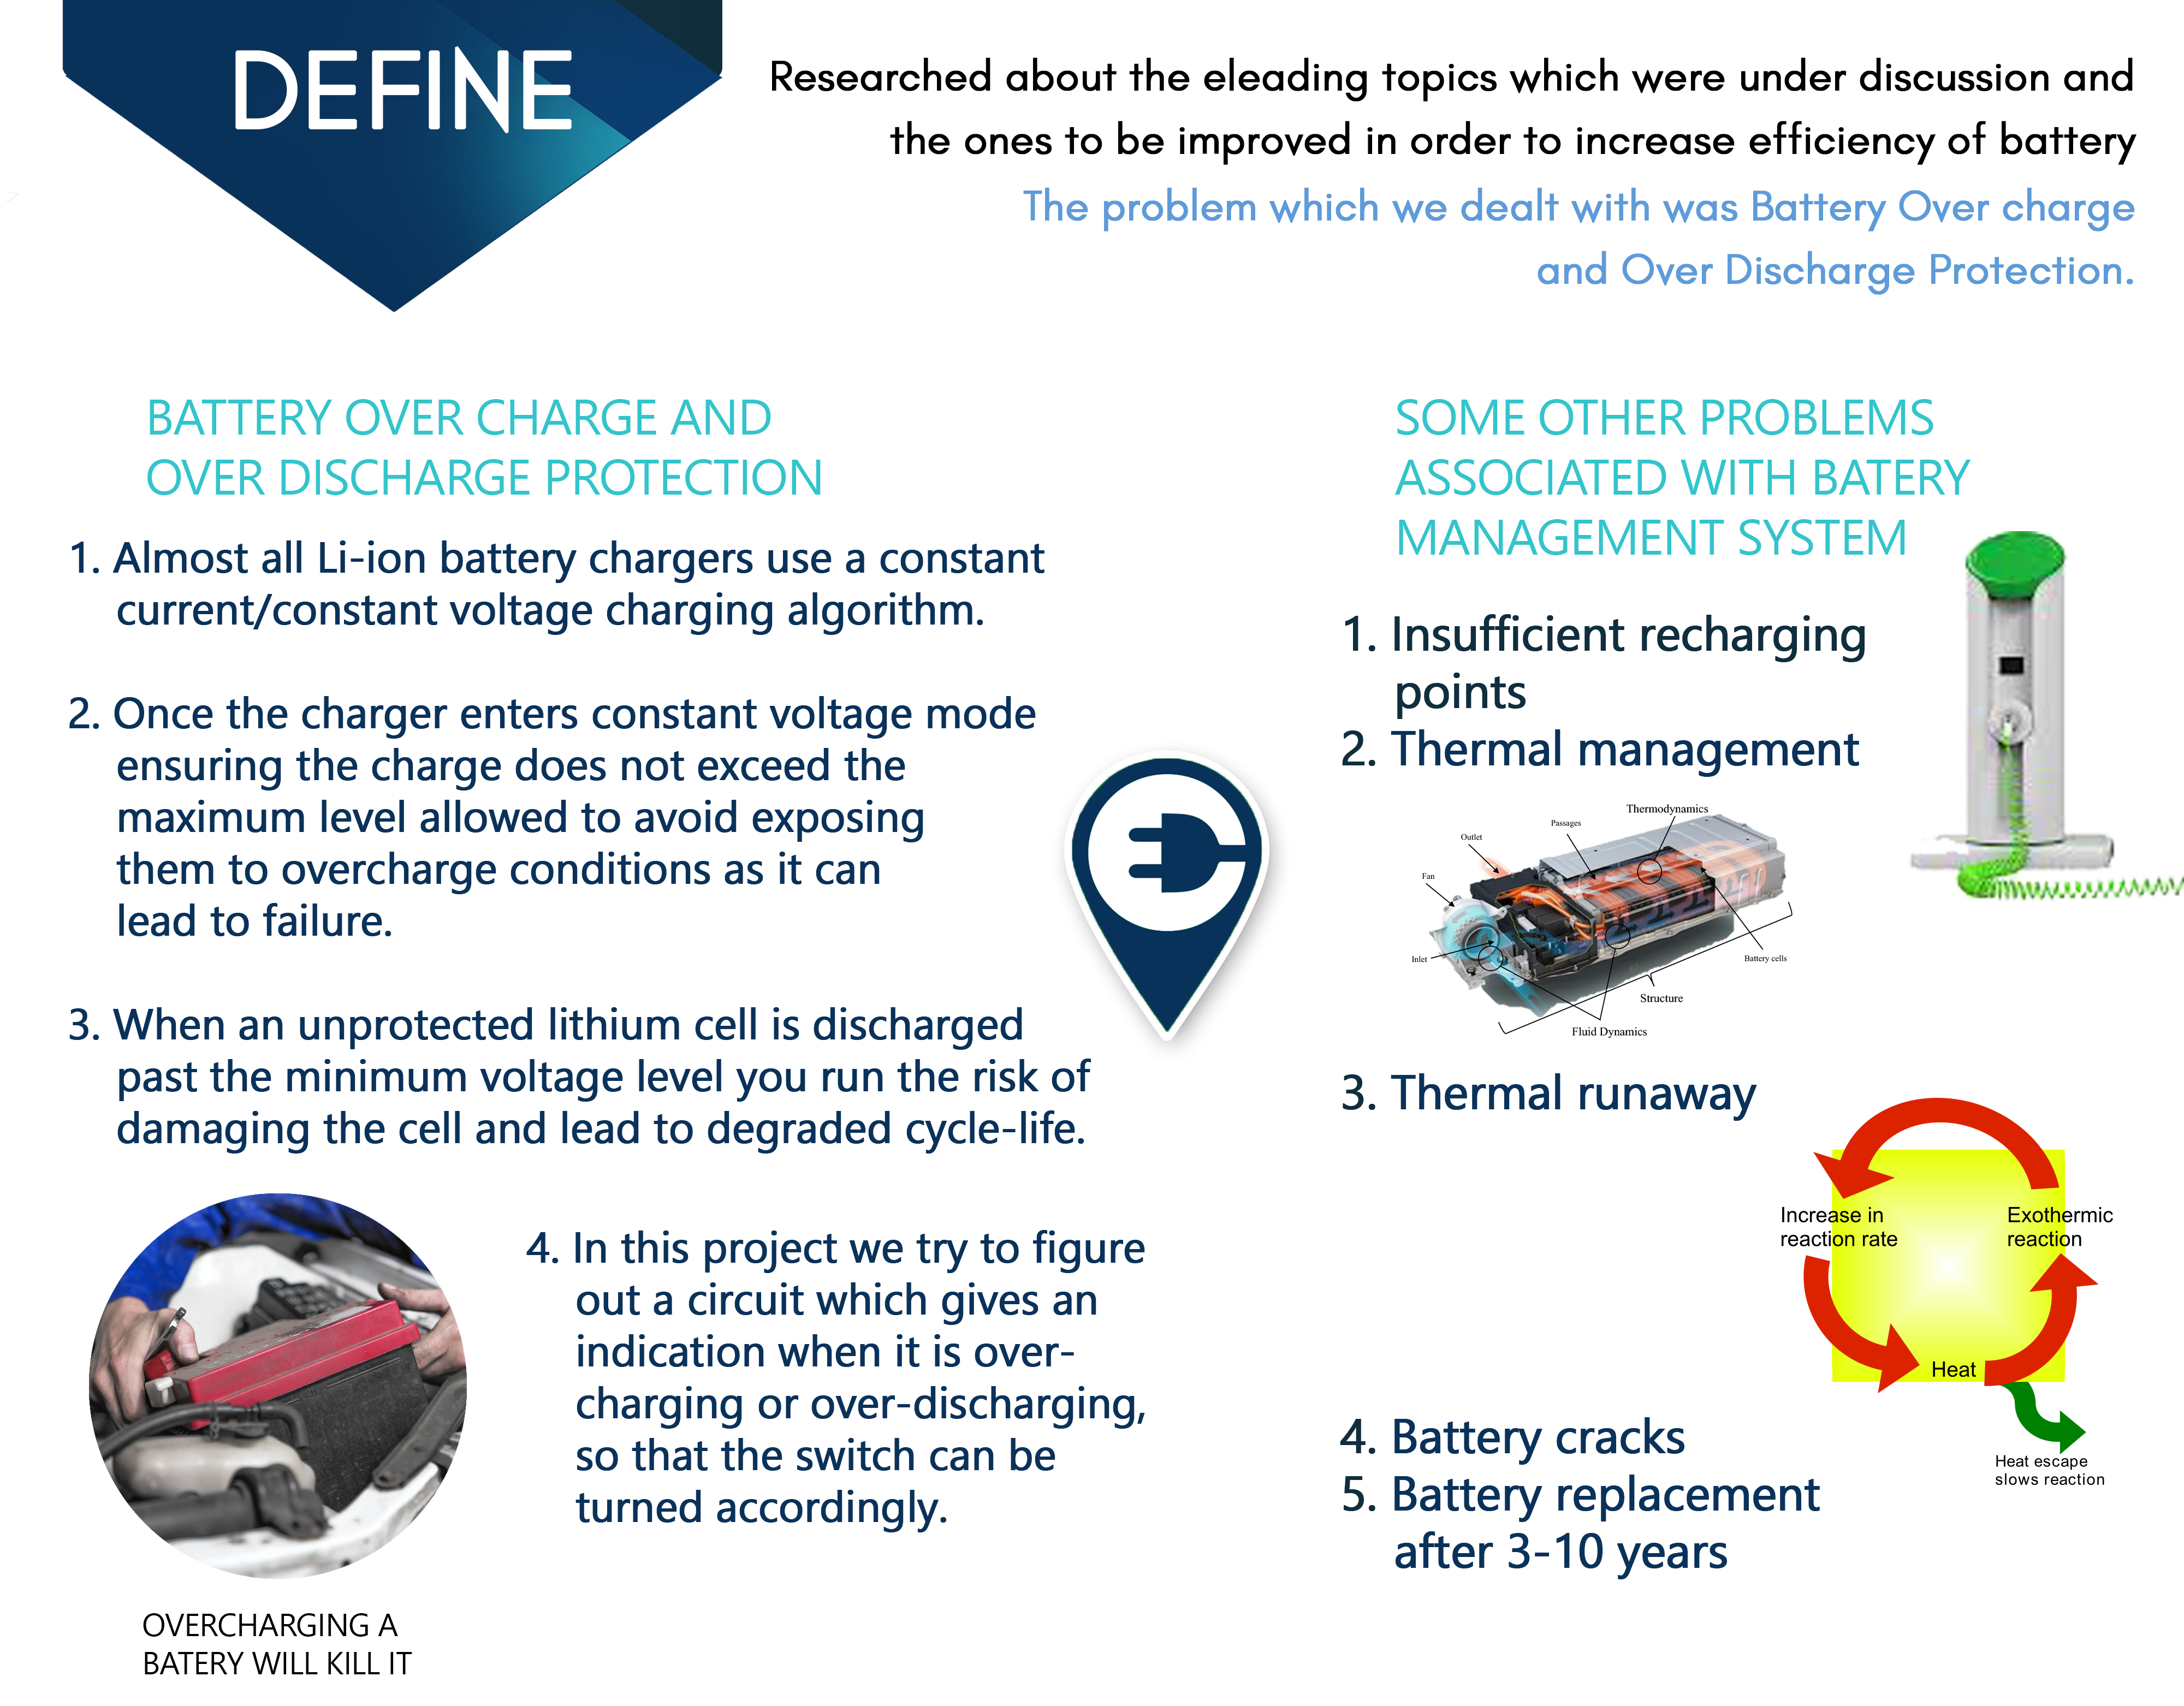 DEFINE
Researched about the eleading topics which were under discussion and
the ones to be improved in order to increase efficiency of battery
The problem which we dealt with was Battery Over charge
and Over Discharge Protection.
BATTERY OVER CHARGE AND
OVER DISCHARGE PROTECTION
1. Almost all Li-ion battery chargers use a constant
current/constant voltage charging algorithm.
2. Once the charger enters constant voltage mode
ensuring the charge does not exceed the
maximum level allowed to avoid exposing
them to overcharge conditions as it can
lead to failure.
3. When an unprotected lithium cell is discharged
past the minimum voltage level you run the risk of
damaging the cell and lead to degraded cycle-life.
4. In this project we try to figure
out a circuit which gives an
indication when it is over-
charging or over-discharging,
so that the switch can be
turned accordingly.
OVERCHARGING A
BATERY WILL KILL IT
SOME OTHER PROBLEMS
ASSOCIATED WITH BATERY
MANAGEMENT SYSTEM
1. Insufficient recharging
points
2. Thermal management
Thermodynamics
Passages
Outlet
Fan
Inlet
Battery cells
Structure
Fluid Dynamics
3. Thermal runaway
Increase in
reaction rate
Exothermic
reaction
Heat
Heat escape
slows reaction
4. Battery cracks
5. Battery replacement
after 3-10 years